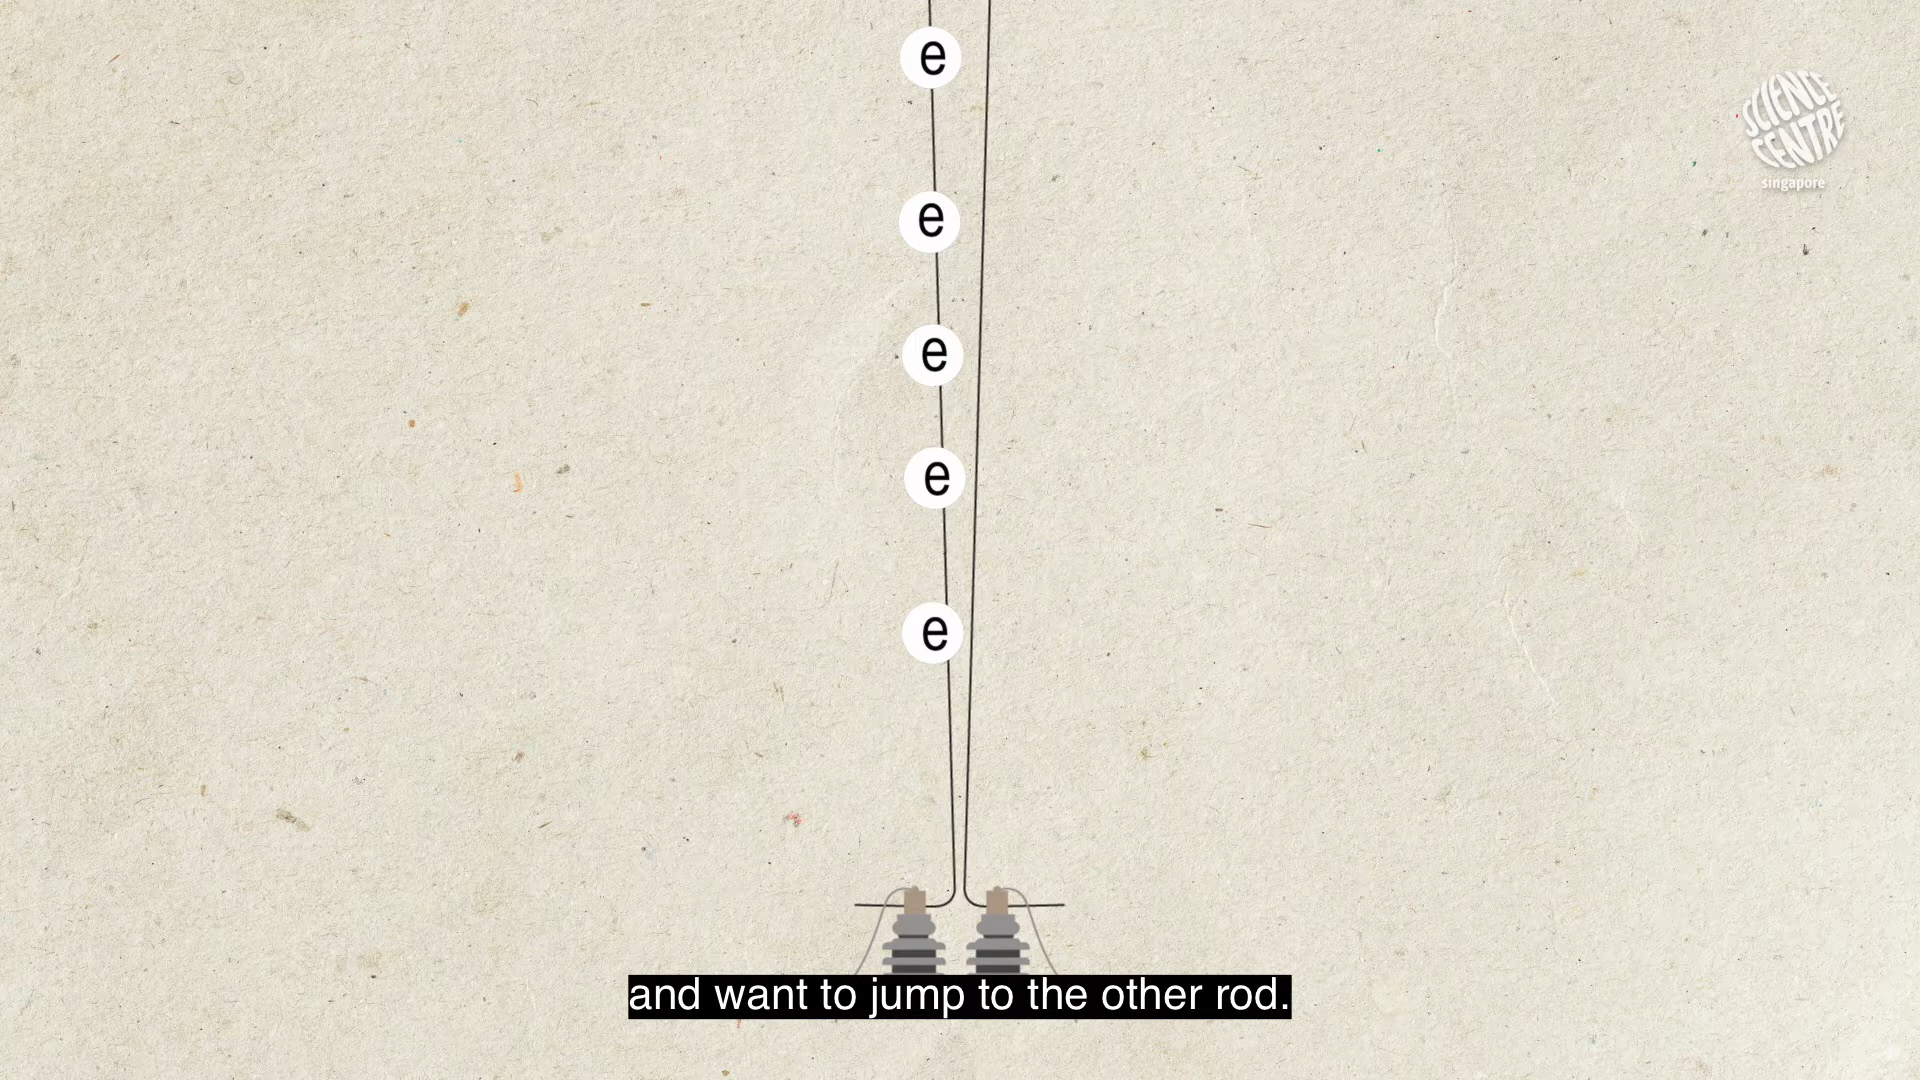 e
SCIENCE
CENTRE
singapore
e
e
e
e
and want to jump to the other rod.